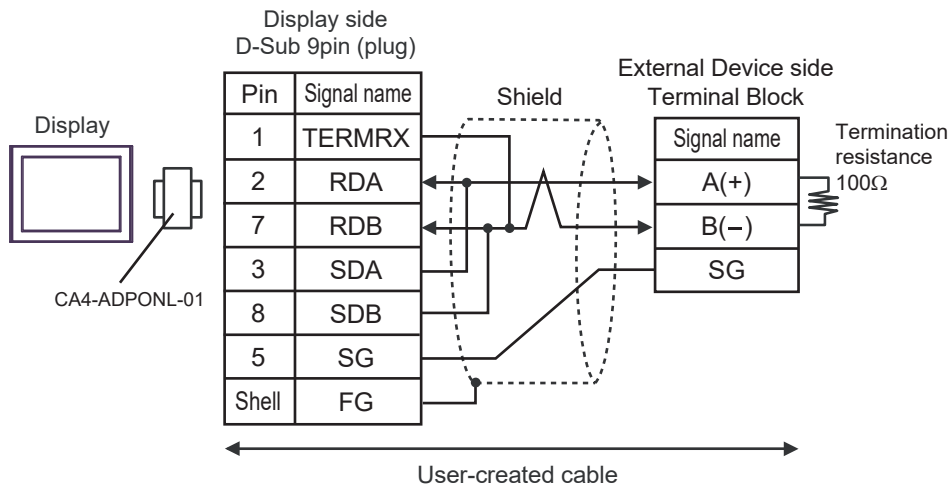 Display side
D-Sub 9pin (plug)
Pin Signal name
1 TERMRX
2 RDA
7 RDB
3 SDA
8 SDB
5 SG
Shell FG
Display
CA4-ADPONL-01
Shield
External Device side
Terminal Block
Signal name
A(+)
B(−)
SG
Termination
resistance
100Ω
User-created cable